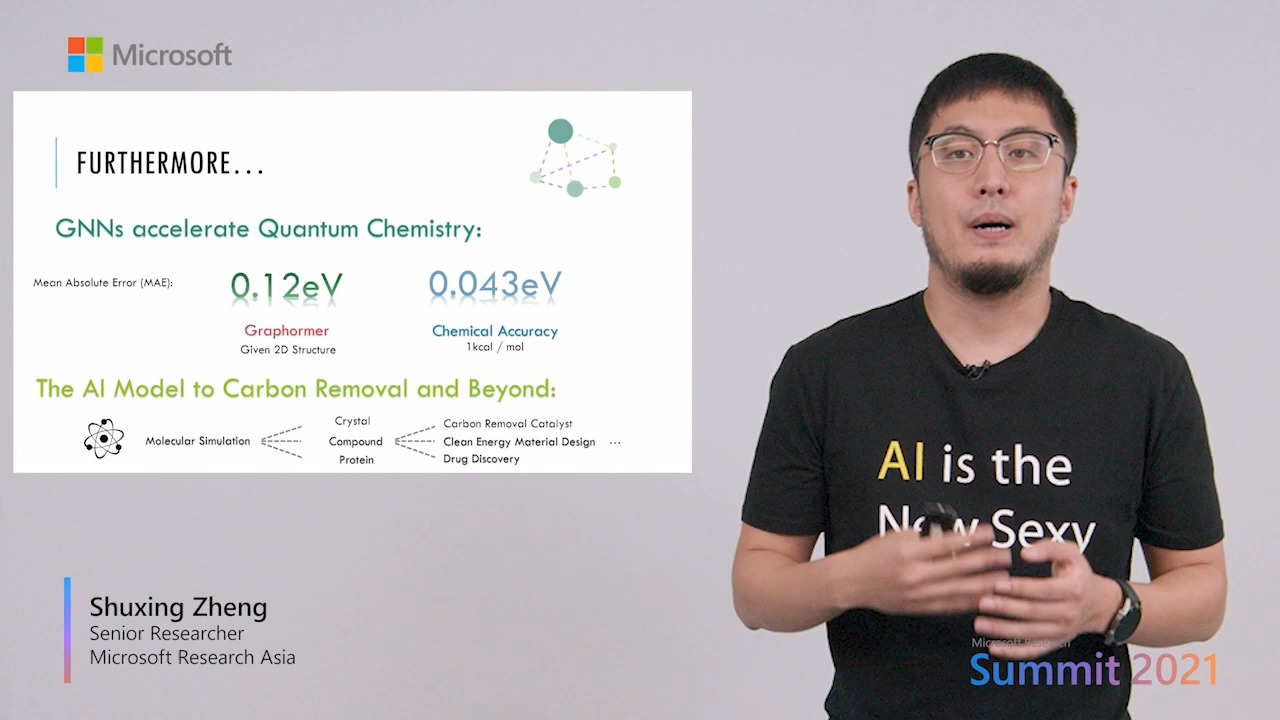 Microsoft
FURTHERMORE...
GNNs accelerate Quantum Chemistry:
Mean Absolute Error (MAE):
0.12eV
0.043eV
Graphormer
Chemical Accuracy
Given 2D Structure
1kcal / mol
The AI Model to Carbon Removal and Beyond:
Molecular Simulation
Crystal
Compound
Protein
Carbon Removal Catalyst
Clean Energy Material Design ...
Drug Discovery
AI is the
New Sexy
Shuxing Zheng
Senior Researcher
Microsoft Research Asia
Microsoft Research
Summit 2021